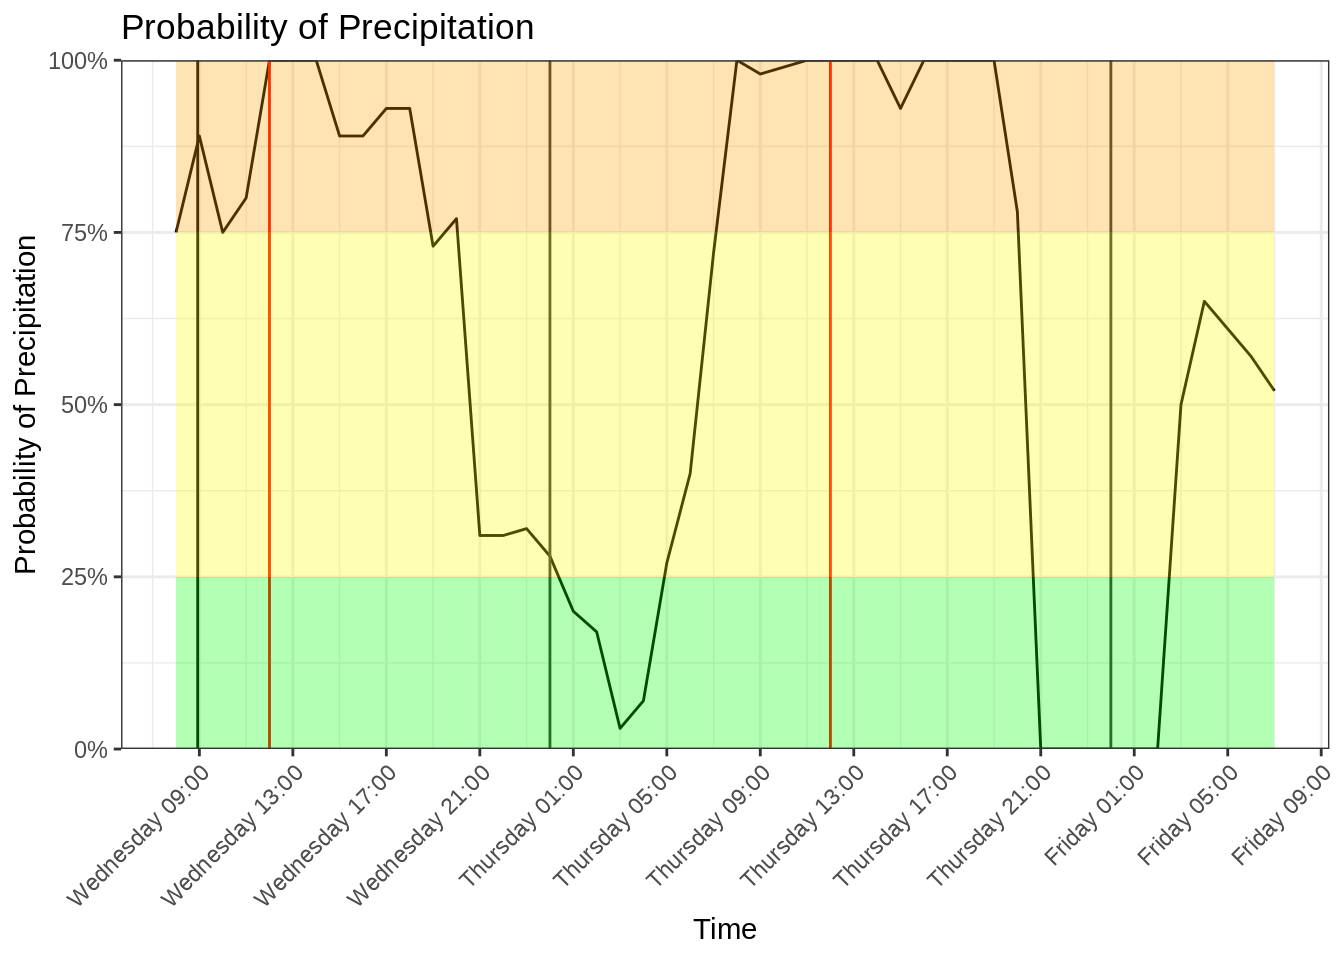 Probability of Precipitation
Probability of Precipitation
100%
75%
50%
25%
0%
Wednesday 09:00
Wednesday 13:00
Wednesday 17:00
Wednesday 21:00
Thursday 01:00
Thursday 05:00
Thursday 09:00
Thursday 13:00
Thursday 17:00
Thursday 21:00
Friday 01:00
Friday 05:00
Friday 09:00
Time